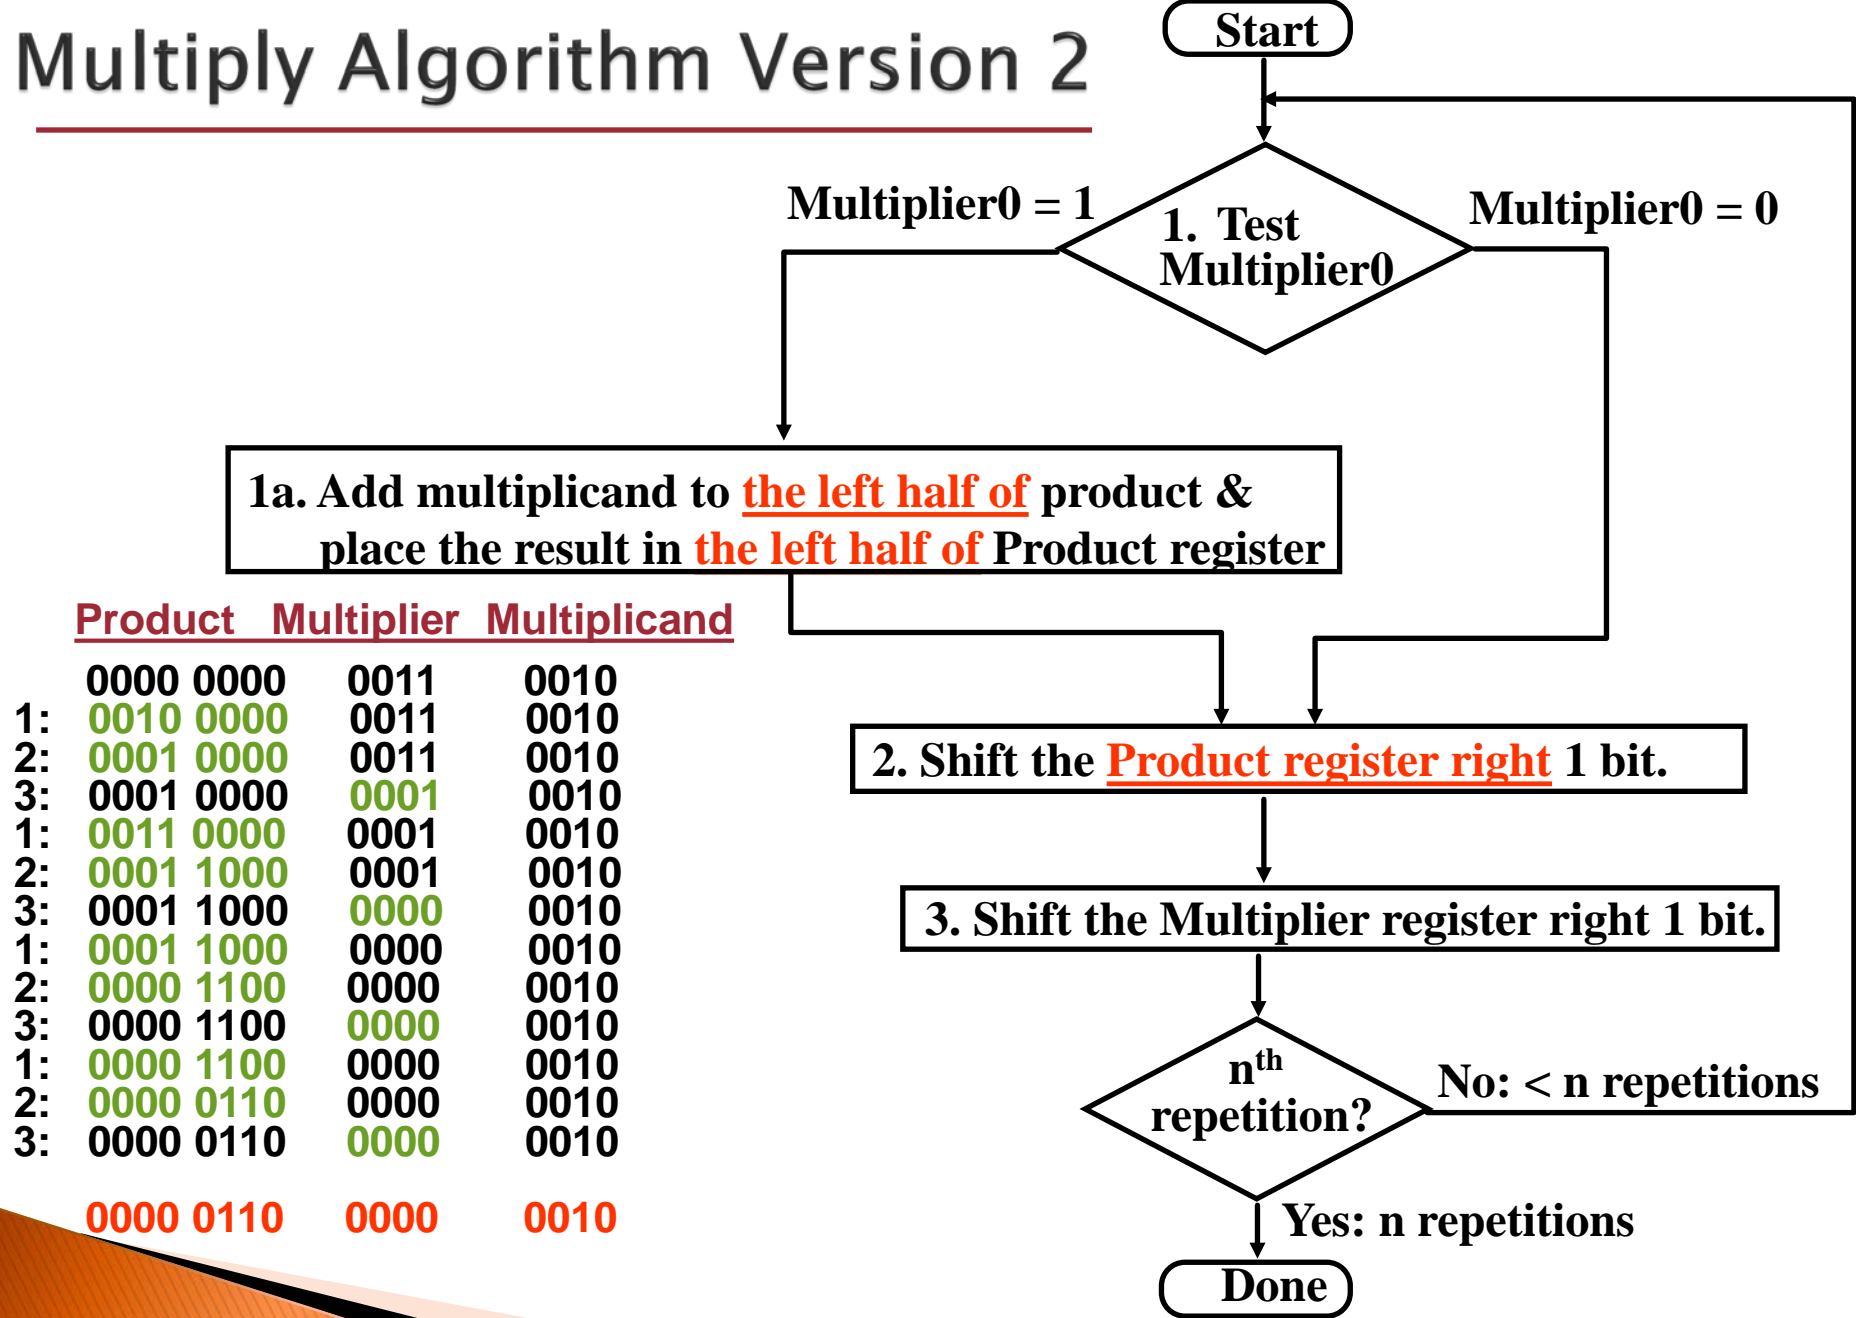 Multiply Algorithm Version 2
Start
Multiplier0 = 1
1. Test
Multiplier0
Multiplier0 = 0
1a. Add multiplicand to the left half of product &
place the result in the left half of Product register
Product Multiplier Multiplicand
0000 0000 0011 0010
1: 0010 0000 0011 0010
2: 0001 0000 0011 0010
3: 0001 0000 0001 0010
1: 0011 0000 0001 0010
2: 0001 1000 0001 0010
3: 0001 1000 0000 0010
1: 0001 1000 0000 0010
2: 0000 1100 0000 0010
3: 0000 1100 0000 0010
1: 0000 1100 0000 0010
2: 0000 0110 0000 0010
3: 0000 0110 0000 0010
0000 0110 0000 0010
2. Shift the Product register right 1 bit.
3. Shift the Multiplier register right 1 bit.
nth
repetition?
No: < n repetitions
Yes: n repetitions
Done